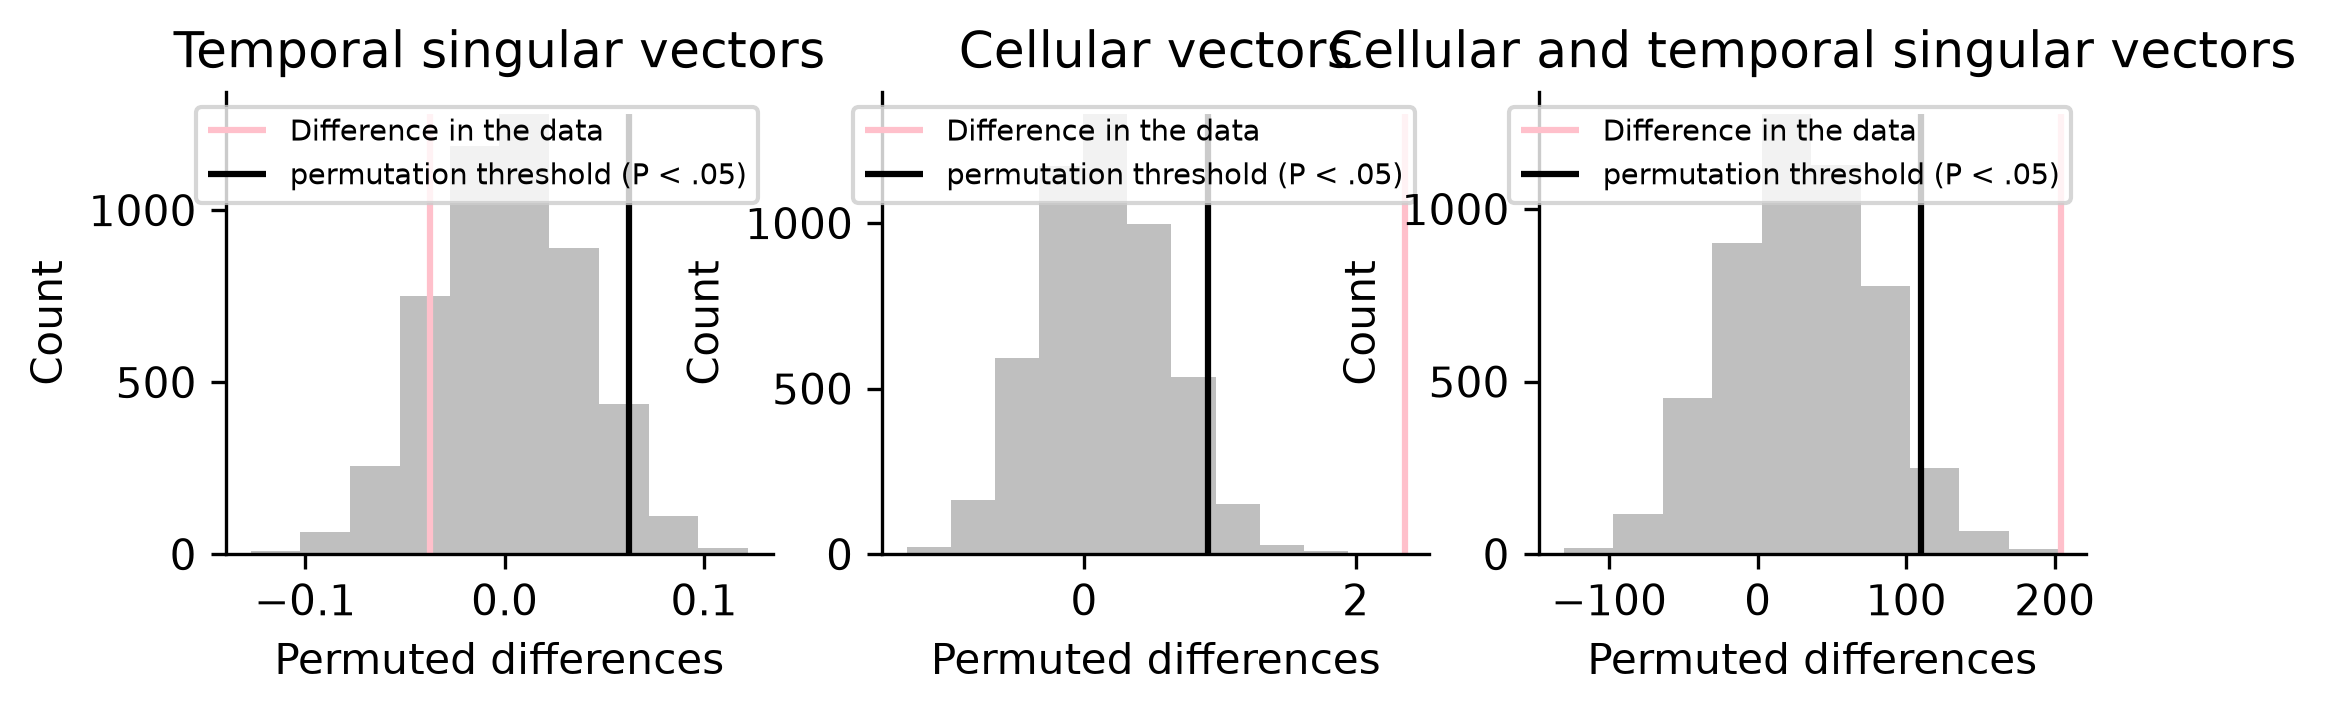 Temporal singular vectors
Difference in the data
permutation threshold (P < .05)
Count
1000
500
0
−0.1
0.0
0.1
Permuted differences
Cellular vectors
Difference in the data
permutation threshold (P < .05)
Count
1000
500
0
0
2
Permuted differences
Cellular and temporal singular vectors
Difference in the data
permutation threshold (P < .05)
Count
1000
500
0
−100
0
100
200
Permuted differences